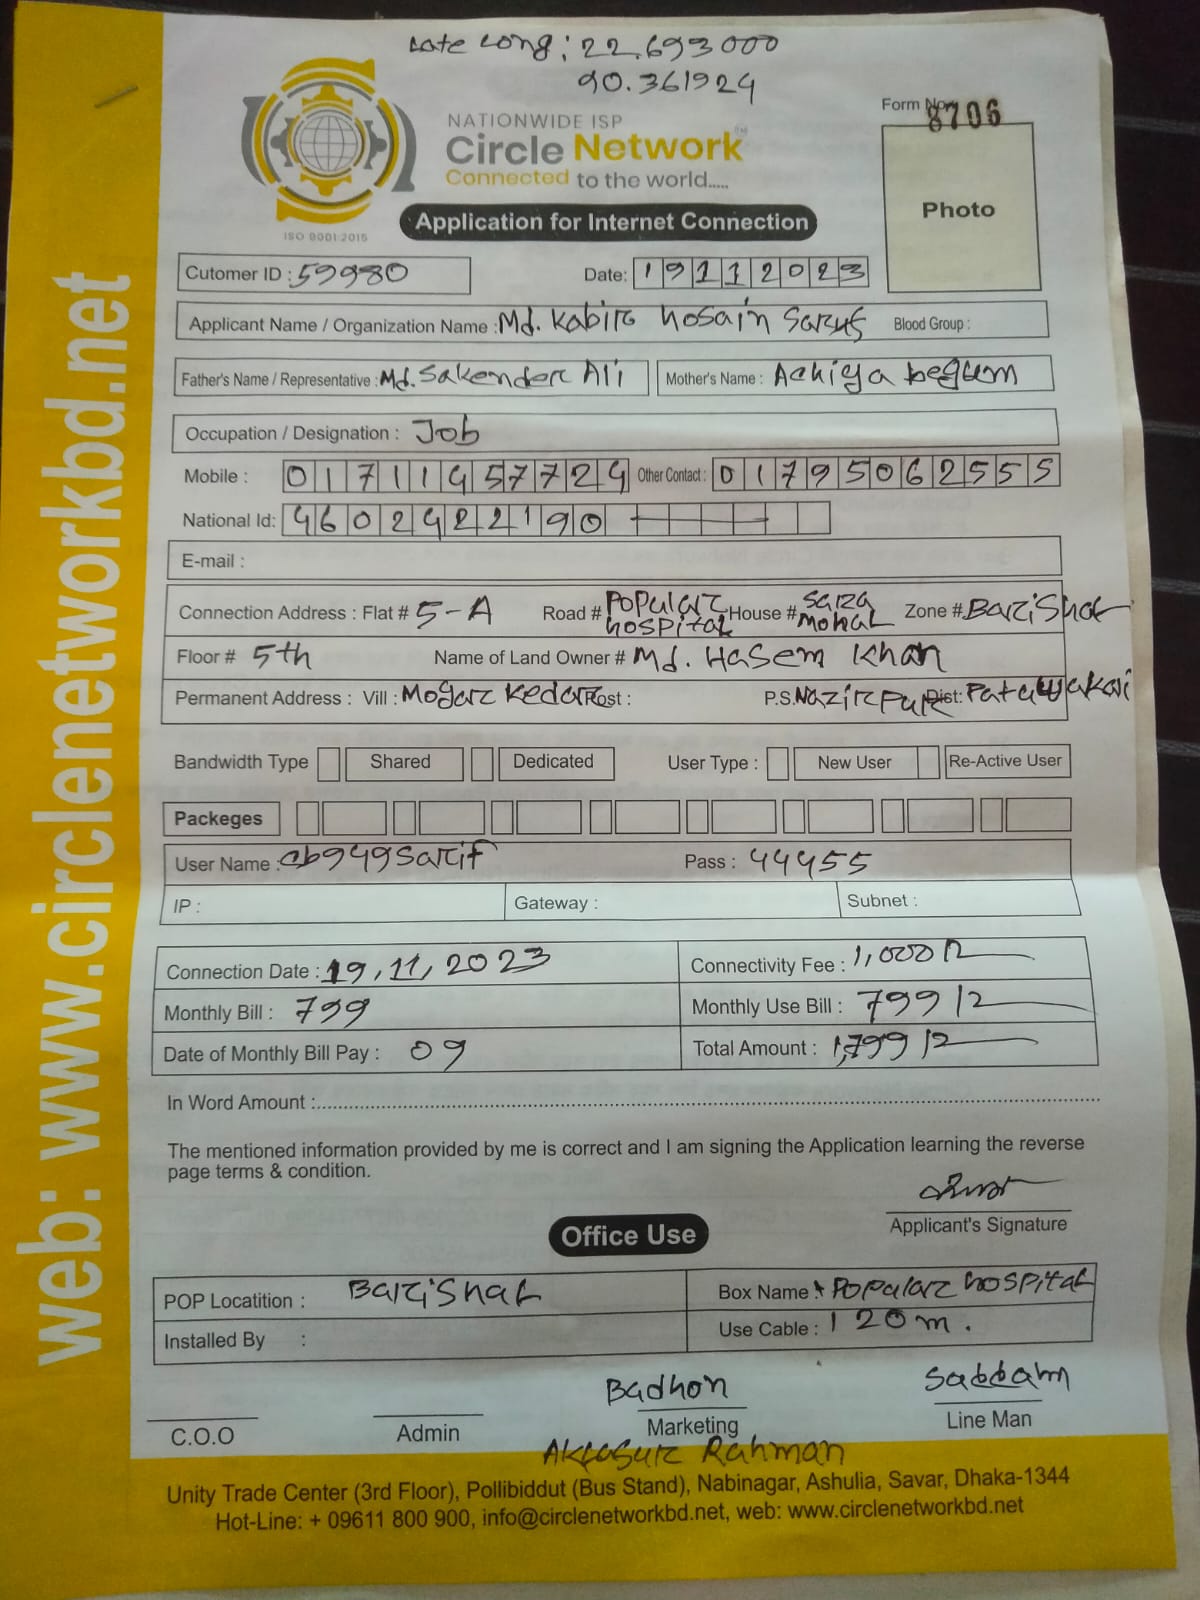 Late Long: 22.693000
90.361924
Form No. 8706
NATIONWIDE ISP
Circle Network
Connected to the world.....
ISO 9001:2015
Photo
Application for Internet Connection
Cutomer ID : 59980 Date: 19112023
Applicant Name / Organization Name : Md. Kabir Hosain Blood Group :
Father's Name / Representative : Md. Sakender Ali Mother's Name : Achiya begum
Occupation / Designation : Job
Mobile : 01711457724 Other Contact : 01795062555
National Id: 4602422190
E-mail :
Connection Address : Flat # 5-A Road # Popular hospital House # Sara Mohal Zone # Barishal
Floor # 5th Name of Land Owner # Md. Hasem Khan
Permanent Address : Vill : Mogar Kedar Post : P.S. Nazirpur Dist:
Bandwidth Type Shared Dedicated User Type : New User Re-Active User
Packeges
User Name : cb949sarif Pass : 44455
IP : Gateway : Subnet :
Connection Date : 19,11,2023 Connectivity Fee : 1,000/2
Monthly Bill : 799 Monthly Use Bill : 799/2
Date of Monthly Bill Pay : 09 Total Amount : 1,799/2
In Word Amount :
The mentioned information provided by me is correct and I am signing the Application learning the reverse
page terms & condition.
Applicant's Signature
Office Use
POP Locatition : Barishal Box Name : Popular hospital
Installed By : Use Cable : 120m.
Badhon Saddam
C.O.O Admin Marketing Line Man
Rahman
Unity Trade Center (3rd Floor), Pollibiddut (Bus Stand), Nabinagar, Ashulia, Savar, Dhaka-1344
Hot-Line: + 09611 800 900, info@circlenetworkbd.net, web: www.circlenetworkbd.net
web: www.circlenetworkbd.net